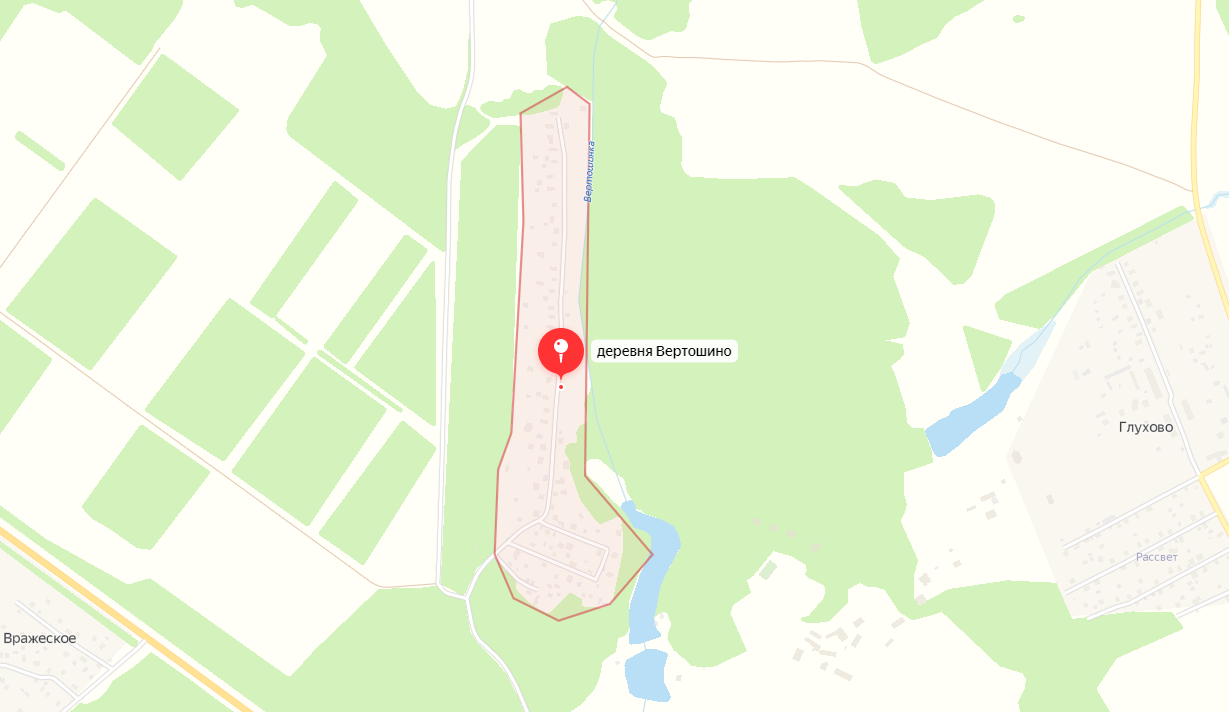 Вертошинка
деревня Вертошино
Глухово
Рассвет
Вражеское